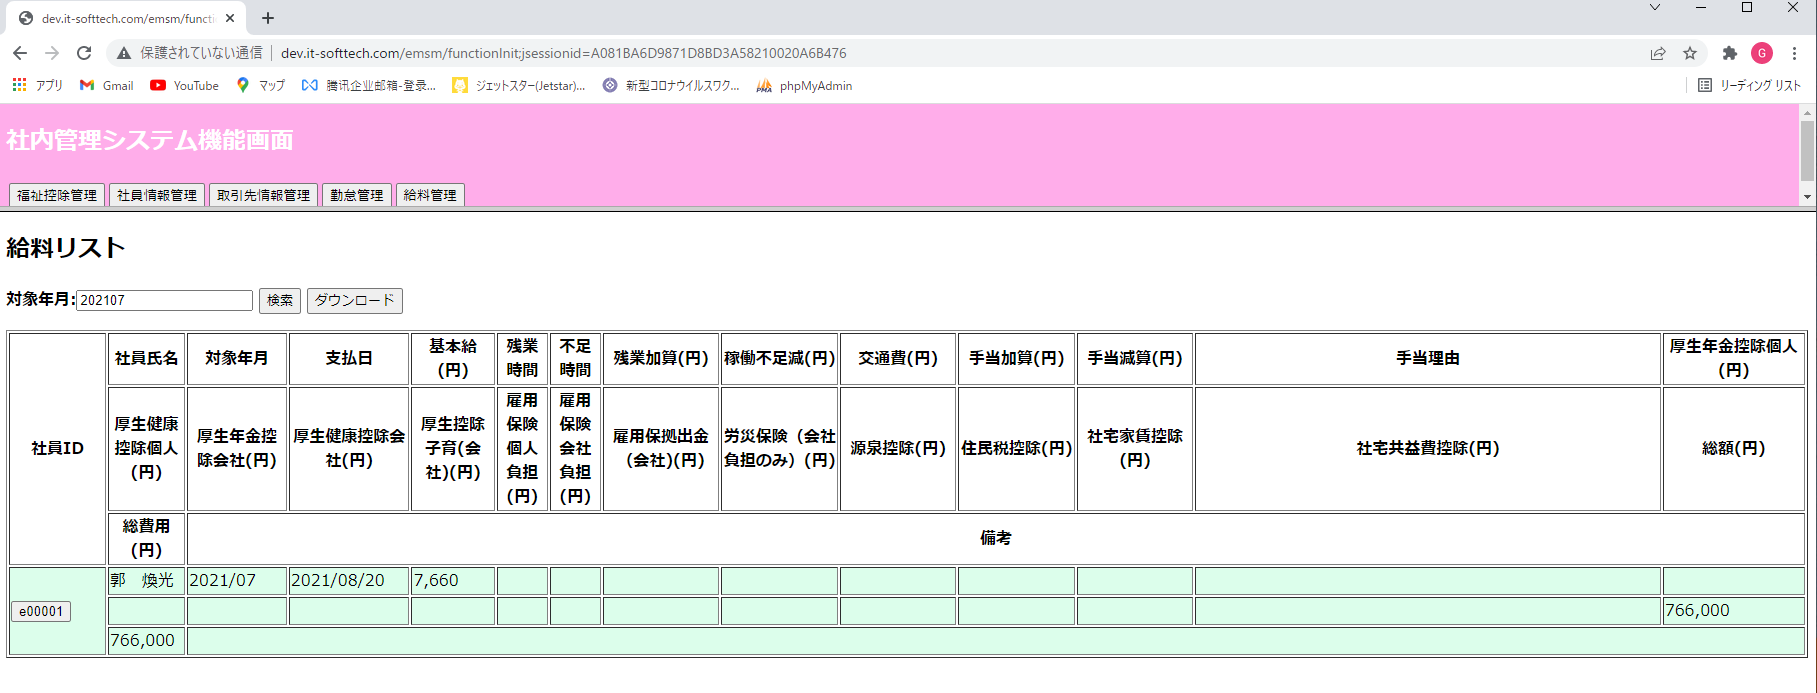 dev.it-softtech.com/emsm/functi
保護されていない通信 dev.it-softtech.com/emsm/functionInit;jsessionid=A081BA6D9871D8BD3A58210020A6B476 G
アプリ Gmail YouTube マップ 腾讯企业邮箱-登录... ジェットスター(Jetstar)... 新型コロナウイルスワク... phpMyAdmin リーディング リスト
社内管理システム機能画面
福祉控除管理 社員情報管理 取引先情報管理 勤怠管理 給料管理
給料リスト
対象年月:202107 検索 ダウンロード
社員ID
社員氏名
対象年月
支払日
基本給
(円)
残業
時間
不足
時間
残業加算(円)
稼働不足減(円)
交通費(円)
手当加算(円)
手当減算(円)
手当理由
厚生年金控除個人
(円)
厚生健康
控除個人
(円)
厚生年金控
除会社(円)
厚生健康控除会
社(円)
厚生控除
子育(会
社)(円)
雇用
保険
個人
負担
(円)
雇用
保険
会社
負担
(円)
雇用保拠出金
（会社)(円)
労災保険（会社
負担のみ）(円)
源泉控除(円)
住民税控除(円)
社宅家賃控除
(円)
社宅共益費控除(円)
総額(円)
総費用
(円)
備考
e00001
郭　煥光 2021/07 2021/08/20 7,660
766,000
766,000